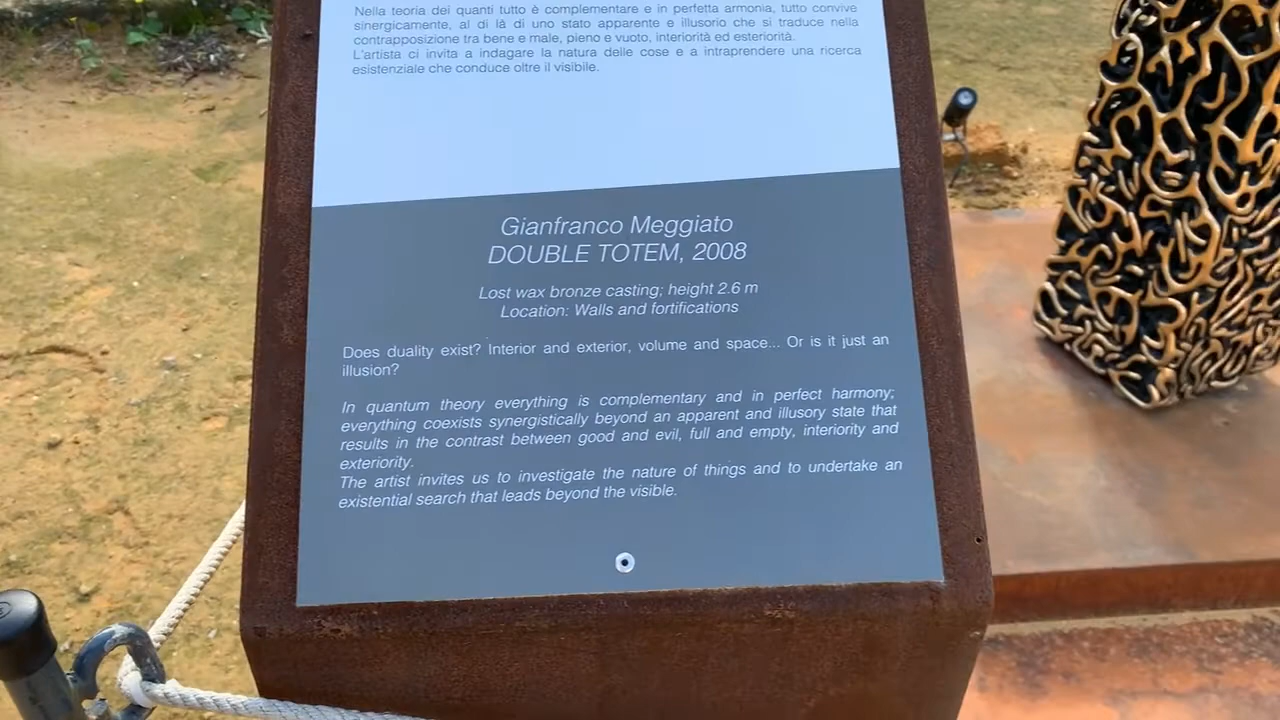 Nella teoria dei quanti tutto è complementare e in perfetta armonia, tutto convive
sinergicamente, al di là di uno stato apparente e illusorio che si traduce nella
contrapposizione tra bene e male, pieno e vuoto, interiorità ed esteriorità.
L'artista ci invita a indagare la natura delle cose e a intraprendere una ricerca
esistenziale che conduce oltre il visibile.
Gianfranco Meggiato
DOUBLE TOTEM, 2008
Lost wax bronze casting; height 2.6 m
Location: Walls and fortifications
Does duality exist? Interior and exterior, volume and space... Or is it just an
illusion?
In quantum theory everything is complementary and in perfect harmony;
everything coexists synergistically beyond an apparent and illusory state that
results in the contrast between good and evil, full and empty, interiority and
exteriority.
The artist invites us to investigate the nature of things and to undertake an
existential search that leads beyond the visible.